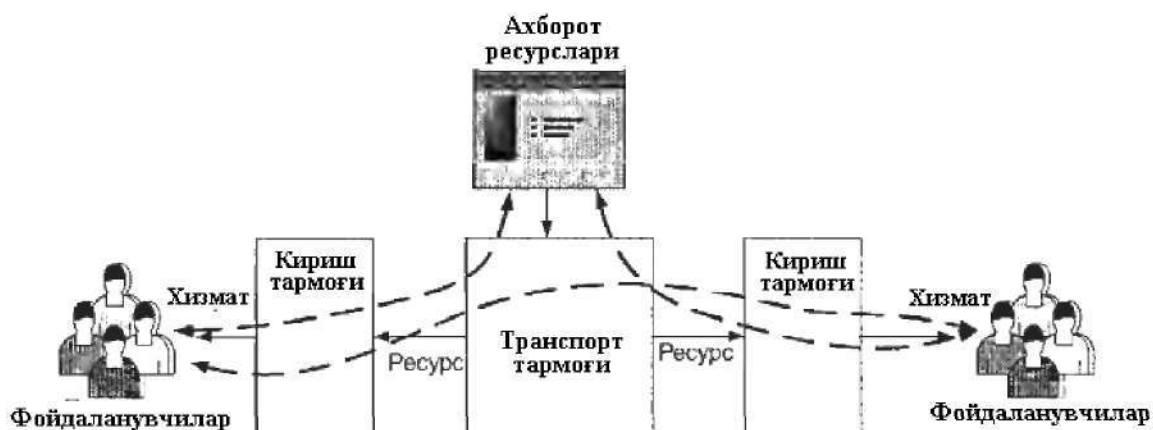 Ахборот
ресурслари
Кириш
тармоғи
Кириш
тармоғи
Хизмат
Хизмат
Транспорт
тармоғи
Ресурс
Ресурс
Фойдаланувчилар
Фойдаланувчилар